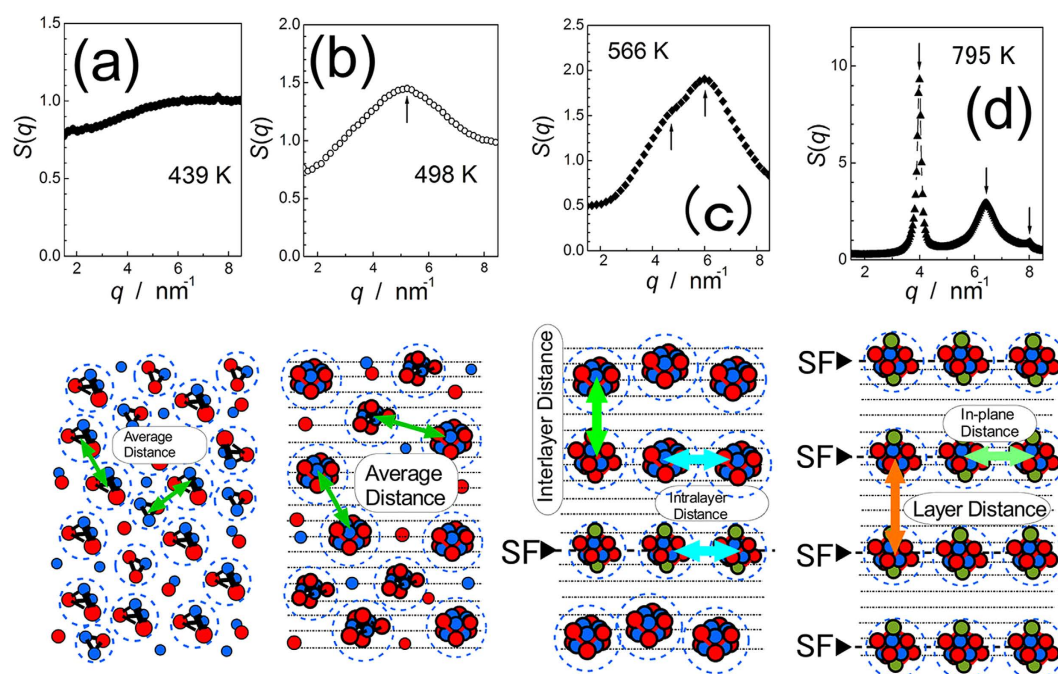 (a)
1.5
1.0
0.5
0.0
S(q)
439 K
2 4 6 8
q / nm-1
(b)
2.0
1.5
1.0
0.5
0.0
S(q)
498 K
2 4 6 8
q / nm-1
566 K
2.5
2.0
1.5
1.0
0.5
0.0
S(q)
(c)
2 4 6 8
q / nm-1
795 K
10
5
0
S(q)
(d)
2 4 6 8
q / nm-1
Average
Distance
Average
Distance
Interlayer Distance
Intralayer
Distance
SF
SF
SF
In-plane
Distance
Layer Distance
SF
SF